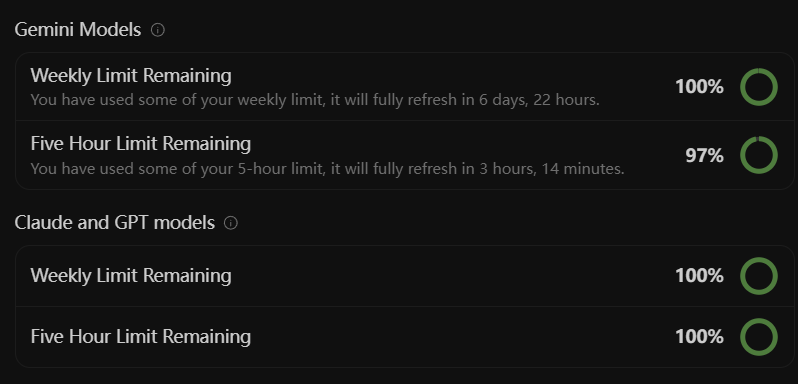 Gemini Models
Weekly Limit Remaining
You have used some of your weekly limit, it will fully refresh in 6 days, 22 hours.
100%
Five Hour Limit Remaining
You have used some of your 5-hour limit, it will fully refresh in 3 hours, 14 minutes.
97%
Claude and GPT models
Weekly Limit Remaining
100%
Five Hour Limit Remaining
100%